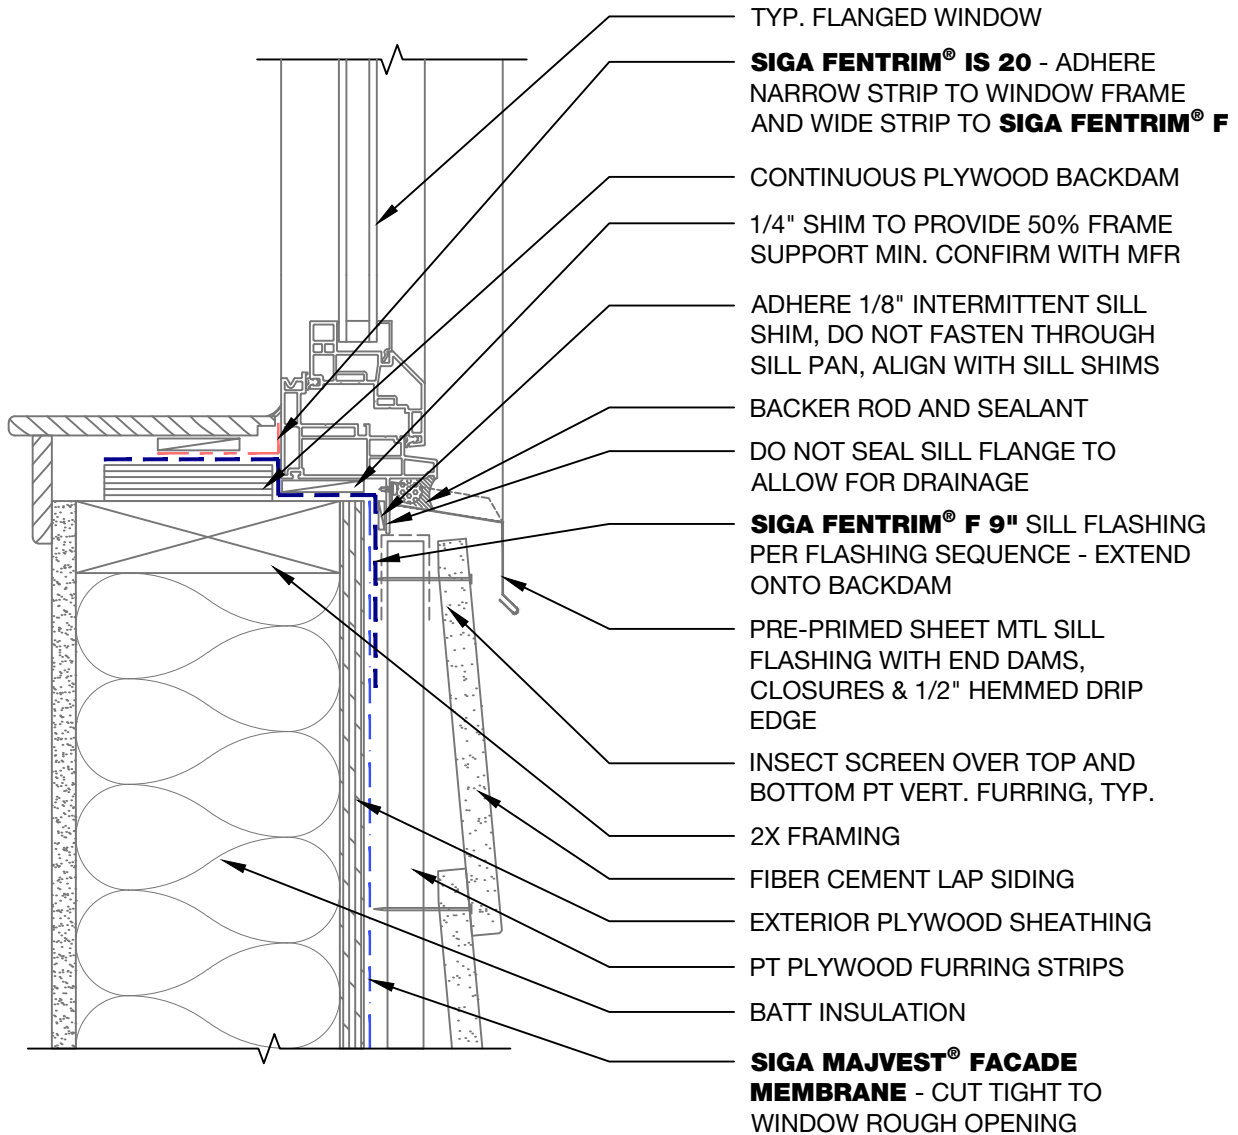 TYP. FLANGED WINDOW
SIGA FENTRIM® IS 20 - ADHERE
NARROW STRIP TO WINDOW FRAME
AND WIDE STRIP TO SIGA FENTRIM® F
CONTINUOUS PLYWOOD BACKDAM
1/4" SHIM TO PROVIDE 50% FRAME
SUPPORT MIN. CONFIRM WITH MFR
ADHERE 1/8" INTERMITTENT SILL
SHIM, DO NOT FASTEN THROUGH
SILL PAN, ALIGN WITH SILL SHIMS
BACKER ROD AND SEALANT
DO NOT SEAL SILL FLANGE TO
ALLOW FOR DRAINAGE
SIGA FENTRIM® F 9" SILL FLASHING
PER FLASHING SEQUENCE - EXTEND
ONTO BACKDAM
PRE-PRIMED SHEET MTL SILL
FLASHING WITH END DAMS,
CLOSURES & 1/2" HEMMED DRIP
EDGE
INSECT SCREEN OVER TOP AND
BOTTOM PT VERT. FURRING, TYP.
2X FRAMING
FIBER CEMENT LAP SIDING
EXTERIOR PLYWOOD SHEATHING
PT PLYWOOD FURRING STRIPS
BATT INSULATION
SIGA MAJVEST® FACADE
MEMBRANE - CUT TIGHT TO
WINDOW ROUGH OPENING